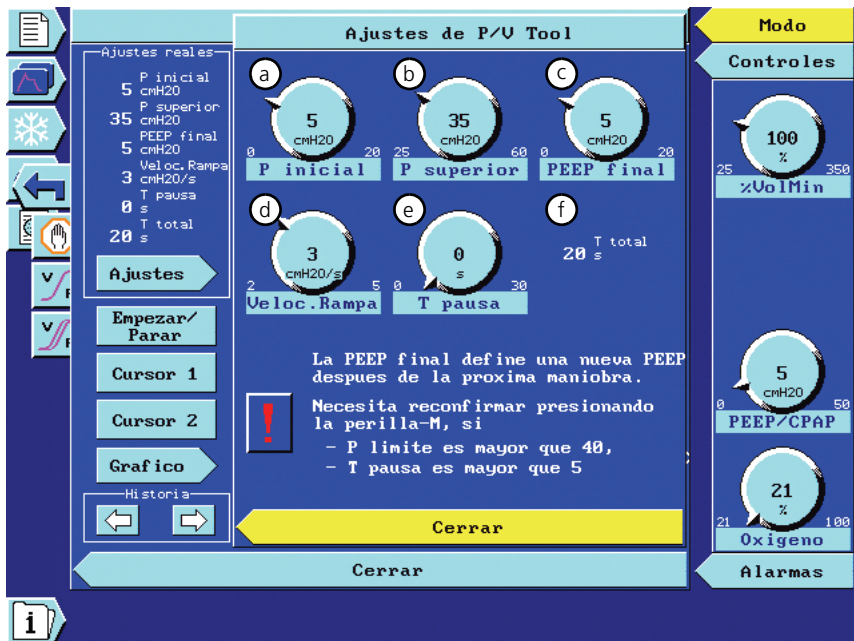 Ajustes de P/V Tool
Ajustes reales
P inicial
5 cmH2O
P superior
35 cmH2O
PEEP final
5 cmH2O
Veloc.Rampa
3 cmH2O/s
T pausa
0 s
T total
20 s
Ajustes
Empezar/
Parar
Cursor 1
Cursor 2
Grafico
Historia
a
5
cmH2O
0 20
P inicial
b
35
cmH2O
25 60
P superior
c
5
cmH2O
0 20
PEEP final
d
3
cmH2O/s
2 5
Veloc.Rampa
e
0
s
0 30
T pausa
f
T total
20 s
La PEEP final define una nueva PEEP
despues de la proxima maniobra.
!
Necesita reconfirmar presionando
la perilla-M, si
- P limite es mayor que 40,
- T pausa es mayor que 5
Cerrar
Cerrar
Modo
Controles
100
%
25 350
%VolMin
5
cmH2O
0 50
PEEP/CPAP
21
%
21 100
Oxigeno
Alarmas
V
V
i